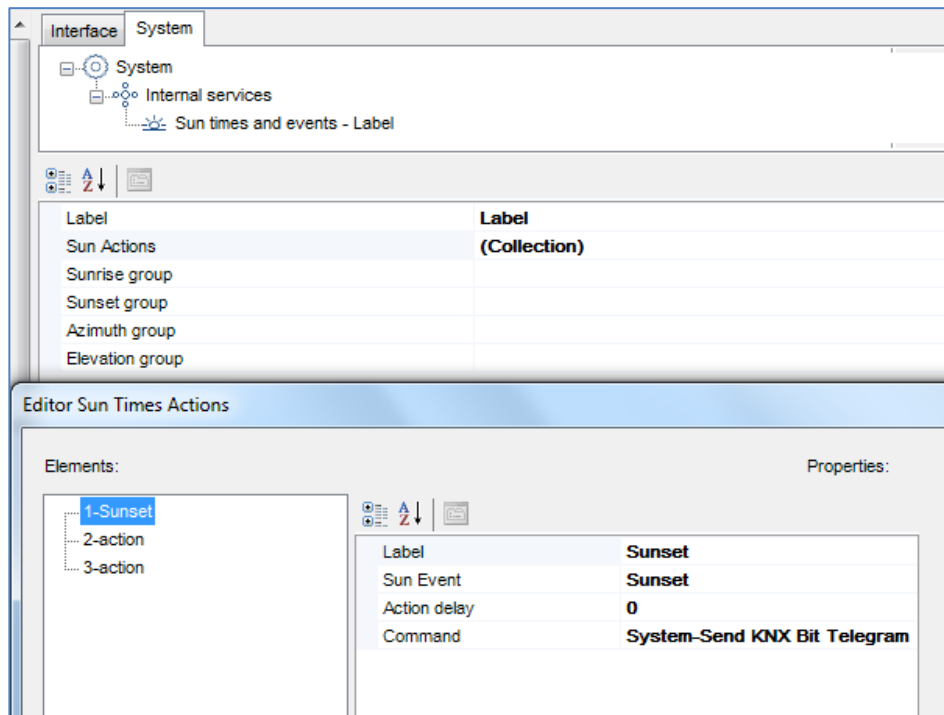 Interface System
System
Internal services
Sun times and events - Label
Label Label
Sun Actions (Collection)
Sunrise group
Sunset group
Azimuth group
Elevation group
Editor Sun Times Actions
Elements: Properties:
1-Sunset
2-action
3-action
Label Sunset
Sun Event Sunset
Action delay 0
Command System-Send KNX Bit Telegram